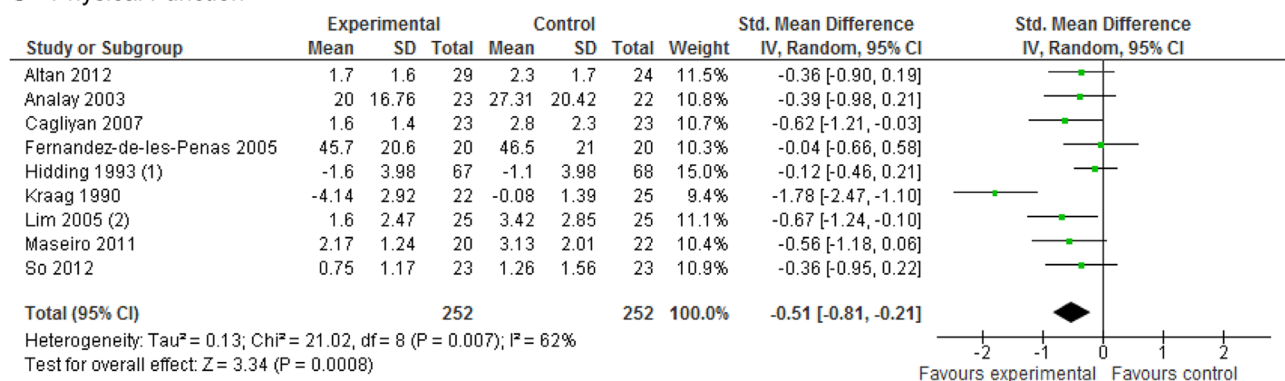 Experimental Control Std. Mean Difference Std. Mean Difference
Study or Subgroup Mean SD Total Mean SD Total Weight IV, Random, 95% CI IV, Random, 95% CI
Altan 2012 1.7 1.6 29 2.3 1.7 24 11.5% -0.36 [-0.90, 0.19]
Analay 2003 20 16.76 23 27.31 20.42 22 10.8% -0.39 [-0.98, 0.21]
Cagliyan 2007 1.6 1.4 23 2.8 2.3 23 10.7% -0.62 [-1.21, -0.03]
Fernandez-de-les-Penas 2005 45.7 20.6 20 46.5 21 20 10.3% -0.04 [-0.66, 0.58]
Hidding 1993 (1) -1.6 3.98 67 -1.1 3.98 68 15.0% -0.12 [-0.46, 0.21]
Kraag 1990 -4.14 2.92 22 -0.08 1.39 25 9.4% -1.78 [-2.47, -1.10]
Lim 2005 (2) 1.6 2.47 25 3.42 2.85 25 11.1% -0.67 [-1.24, -0.10]
Maseiro 2011 2.17 1.24 20 3.13 2.01 22 10.4% -0.56 [-1.18, 0.06]
So 2012 0.75 1.17 23 1.26 1.56 23 10.9% -0.36 [-0.95, 0.22]
Total (95% CI) 252 252 100.0% -0.51 [-0.81, -0.21]
Heterogeneity: Tau² = 0.13; Chi² = 21.02, df = 8 (P = 0.007); I² = 62%
Test for overall effect: Z = 3.34 (P = 0.0008)
-2 -1 0 1 2
Favours experimental Favours control